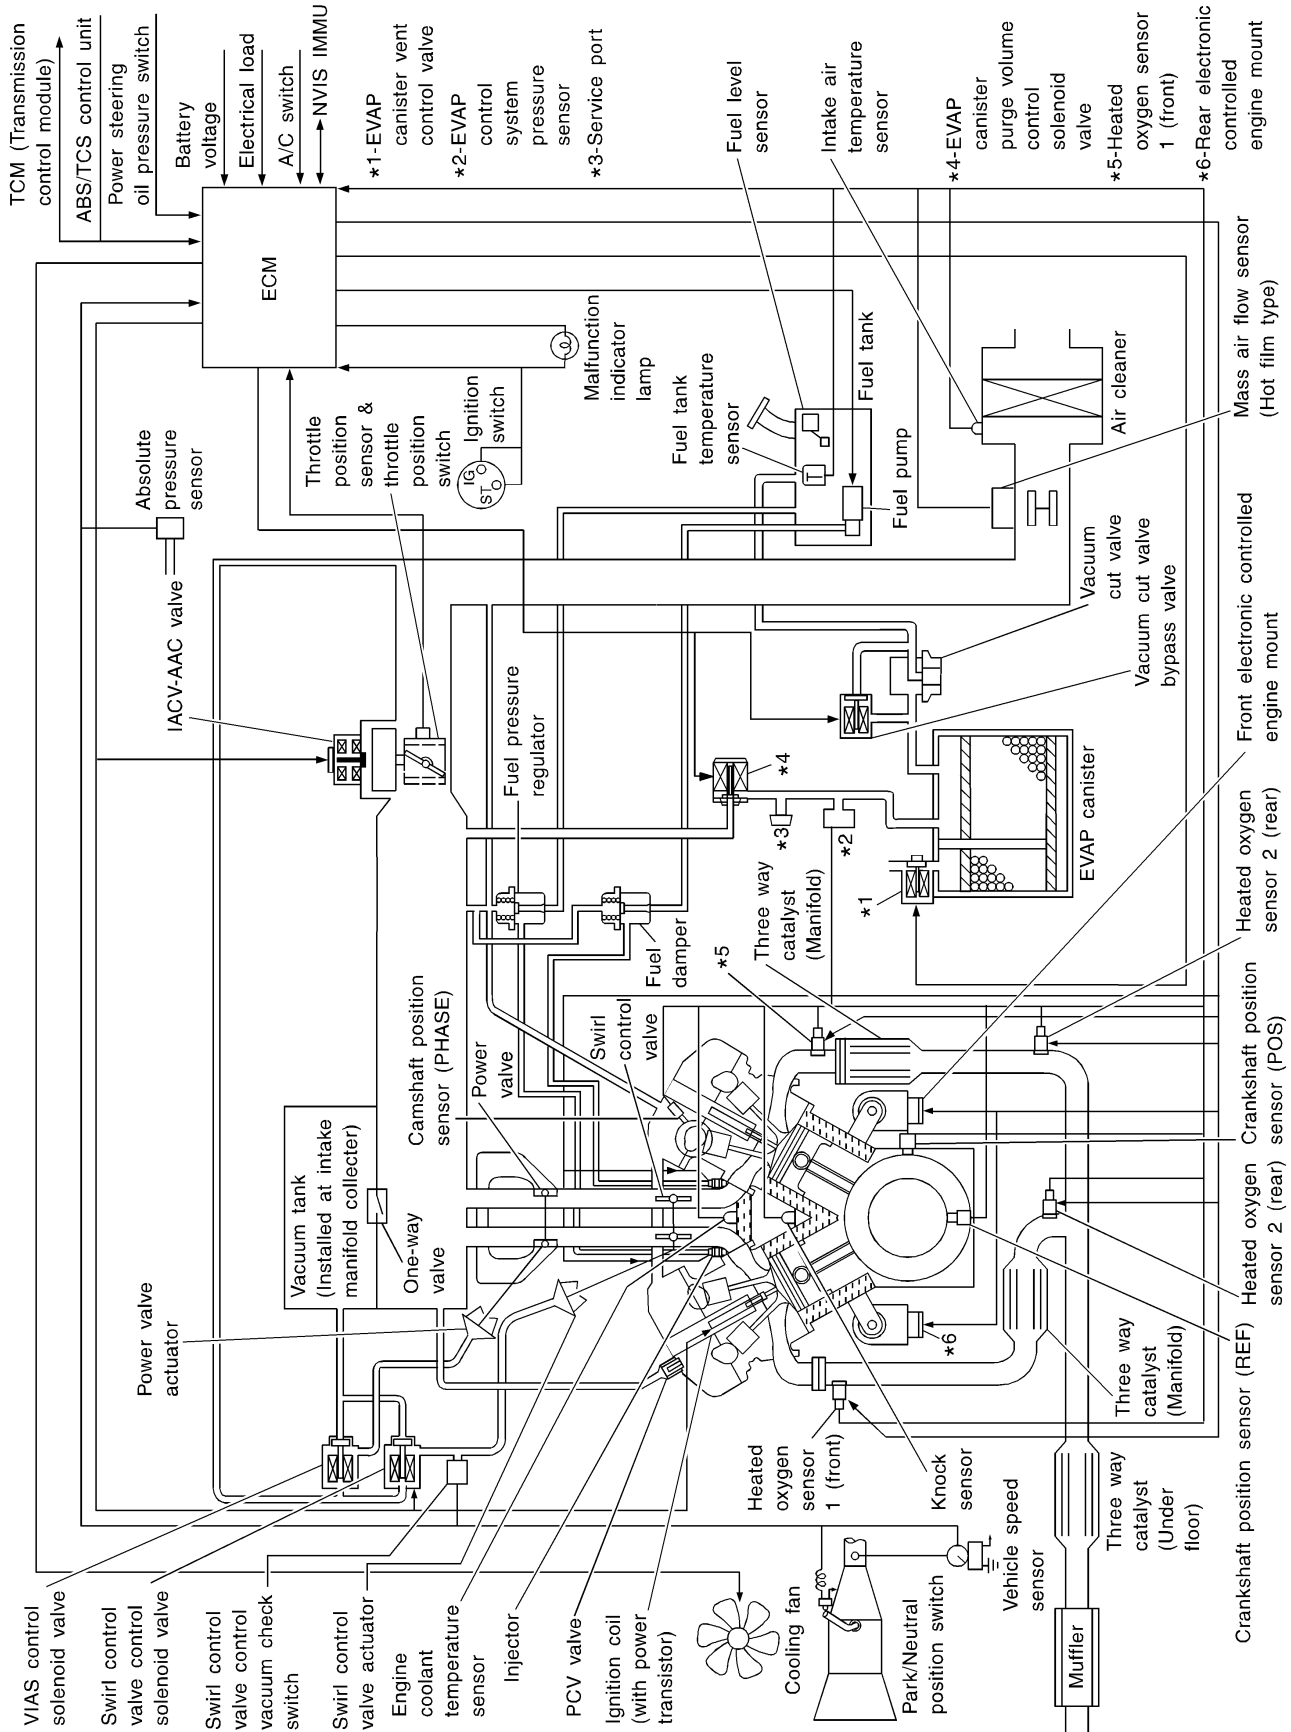 TCM (Transmission
control module)
ABS/TCS control unit
Power steering
oil pressure switch
Battery
voltage
Electrical load
A/C switch
NVIS IMMU
*1-EVAP
canister vent
control valve
*2-EVAP
control
system
pressure
sensor
*3-Service port
Fuel level
sensor
Intake air
temperature
sensor
*4-EVAP
canister
purge volume
control
solenoid
valve
*5-Heated
oxygen sensor
1 (front)
*6-Rear electronic
controlled
engine mount
ECM
Absolute
pressure
sensor
Throttle
position
sensor &
throttle
position
switch
Ignition
switch
IG
ST
Malfunction
indicator
lamp
Fuel tank
temperature
sensor
T
Fuel tank
Fuel pump
Air cleaner
Mass air flow sensor
(Hot film type)
IACV-AAC valve
Fuel pressure
regulator
Vacuum
cut valve
Vacuum cut valve
bypass valve
Front electronic controlled
engine mount
*4
*3
*2
*1
EVAP canister
Heated oxygen
sensor 2 (rear)
Three way
catalyst
(Manifold)
*5
Fuel
damper
Swirl
control
valve
Camshaft position
sensor (PHASE)
Power
valve
Crankshaft position
sensor (POS)
Vacuum tank
(Installed at intake
manifold collecter)
One-way
valve
Heated oxygen
sensor 2 (rear)
Power valve
actuator
*6
Three way
catalyst
(Manifold)
Crankshaft position sensor (REF)
Heated
oxygen
sensor
1 (front)
Knock
sensor
Three way
catalyst
(Under
floor)
VIAS control
solenoid valve
Swirl control
valve control
solenoid valve
Swirl control
valve control
vacuum check
switch
Swirl control
valve actuator
Engine
coolant
temperature
sensor
Injector
PCV valve
Ignition coil
(with power
transistor)
Cooling fan
Park/Neutral
position switch
Vehicle speed
sensor
Muffler